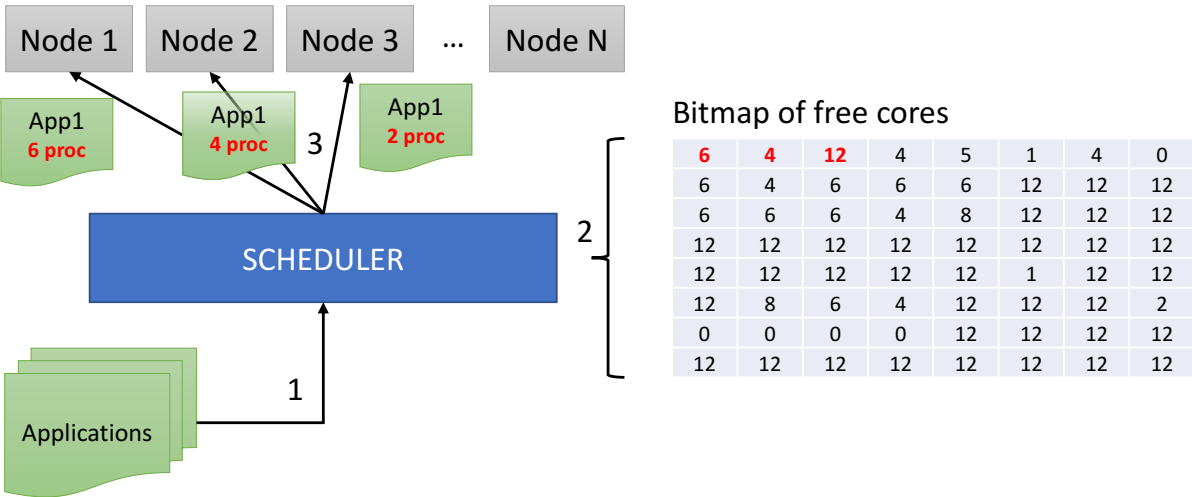 Node 1 Node 2 Node 3 ... Node N
App1 App1 App1
6 proc 4 proc 2 proc
3
Bitmap of free cores
6 4 12 4 5 1 4 0
6 4 6 6 6 12 12 12
6 6 6 4 8 12 12 12
12 12 12 12 12 12 12 12
12 12 12 12 12 1 12 12
12 8 6 4 12 12 12 2
0 0 0 0 12 12 12 12
12 12 12 12 12 12 12 12
2
SCHEDULER
1
Applications